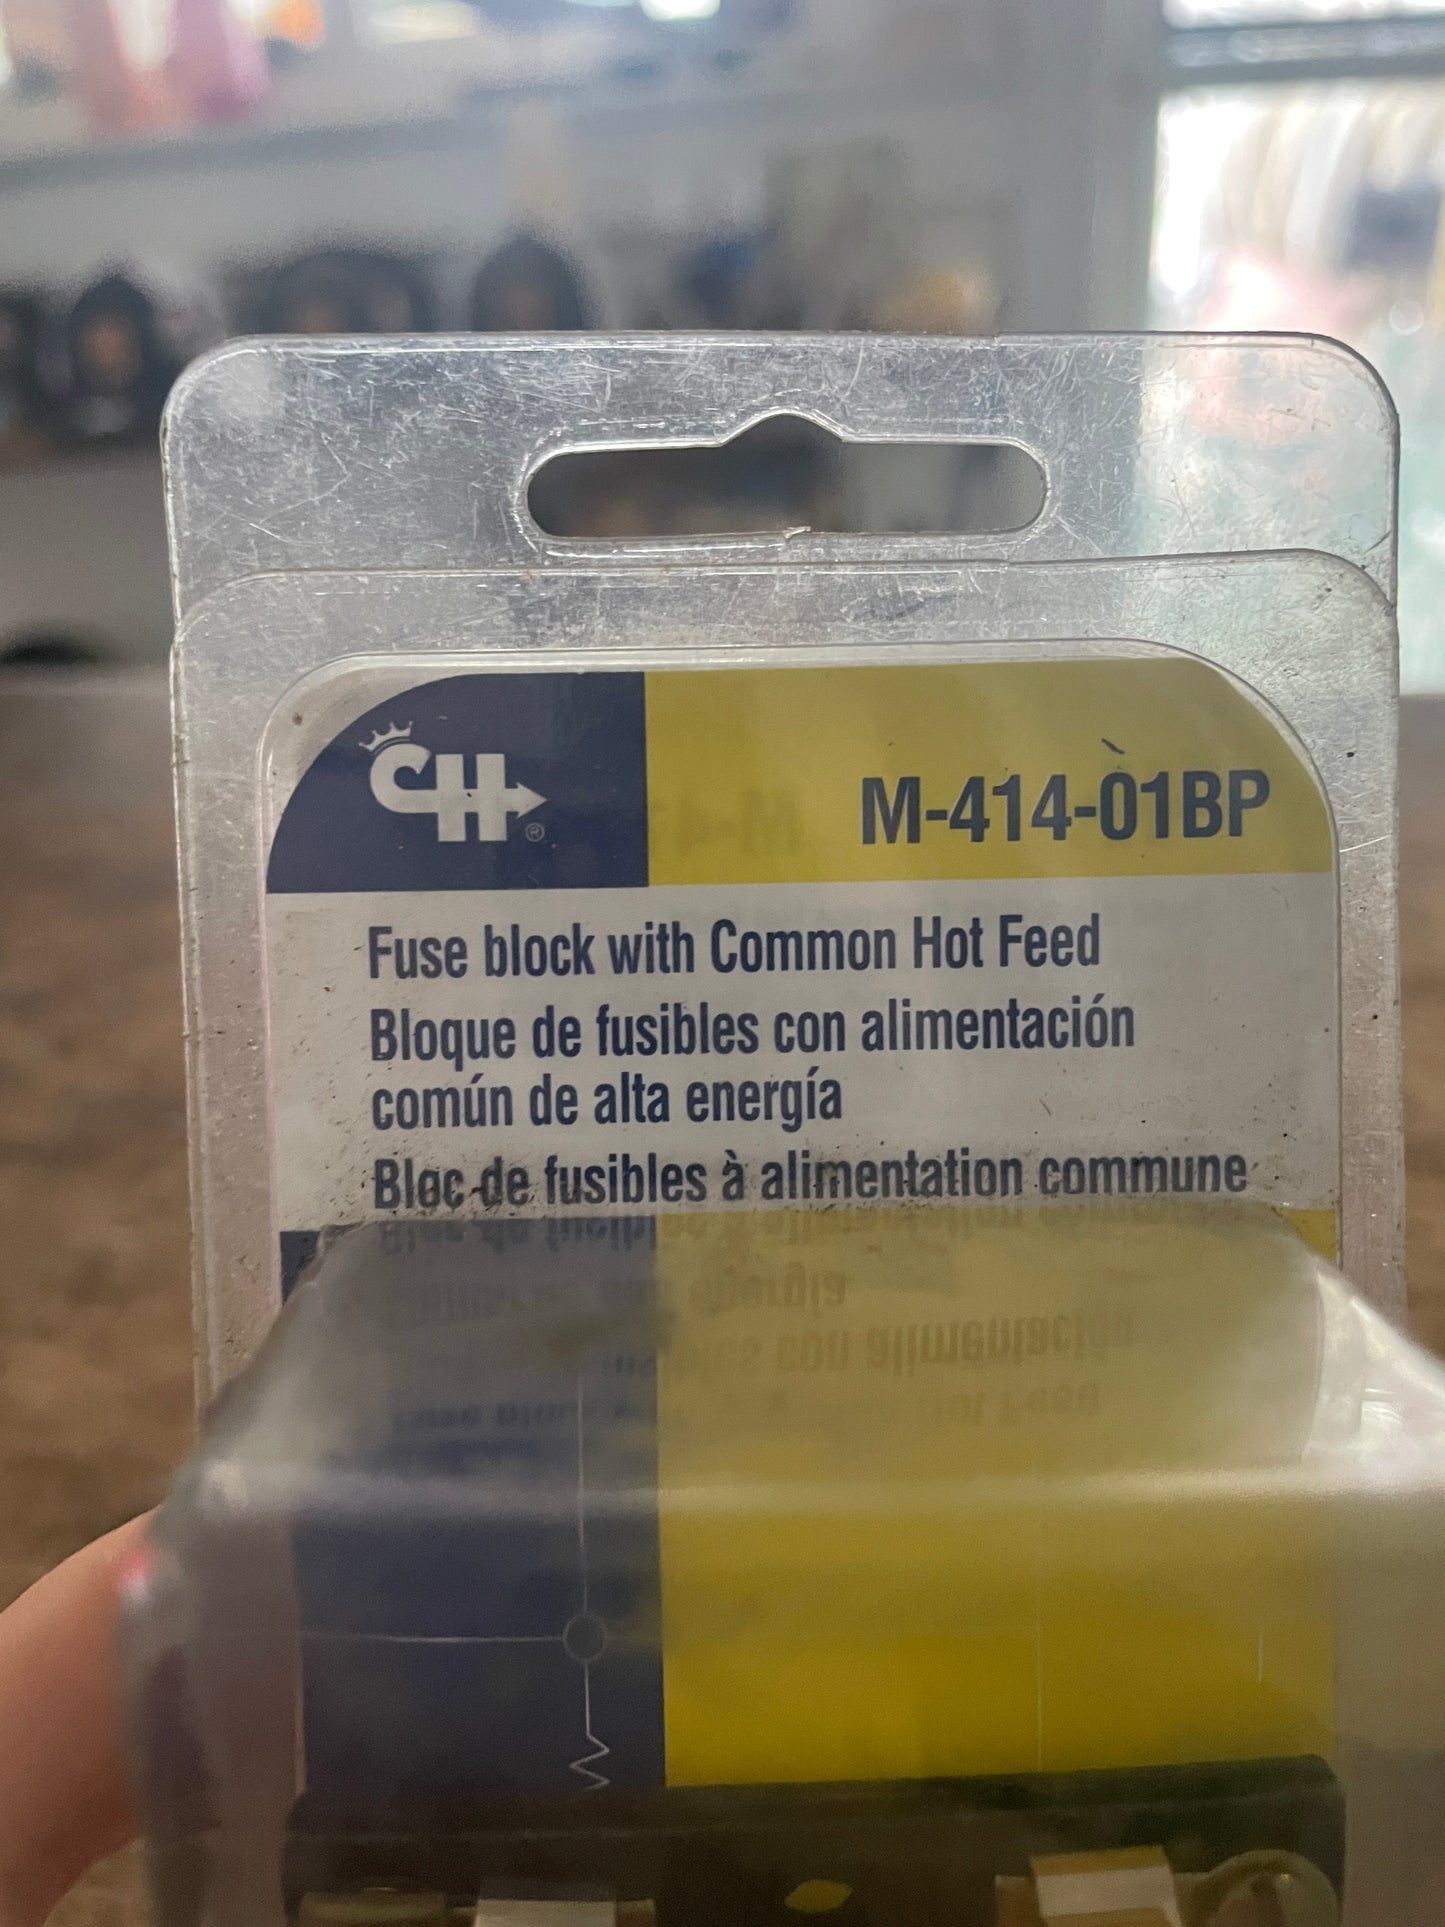 CH®
M-414-01BP
Fuse block with Common Hot Feed
Bloque de fusibles con alimentación
común de alta energía
Bloc de fusibles à alimentation commune